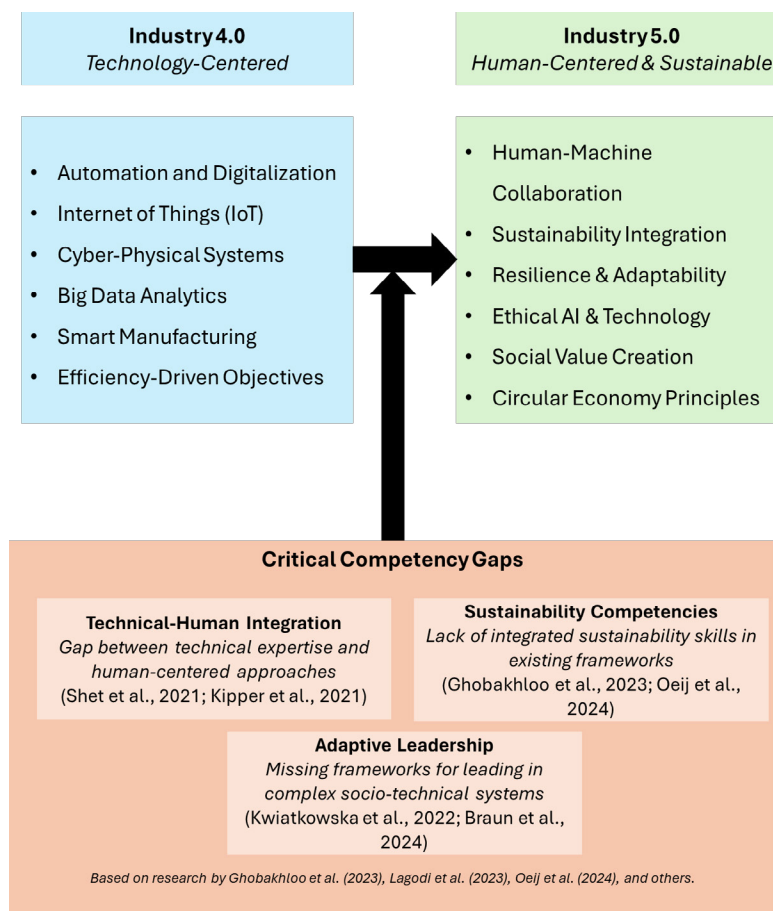 Industry 4.0
Technology-Centered
Industry 5.0
Human-Centered & Sustainable
• Automation and Digitalization
• Internet of Things (IoT)
• Cyber-Physical Systems
• Big Data Analytics
• Smart Manufacturing
• Efficiency-Driven Objectives
• Human-Machine
Collaboration
• Sustainability Integration
• Resilience & Adaptability
• Ethical AI & Technology
• Social Value Creation
• Circular Economy Principles
Critical Competency Gaps
Technical-Human Integration
Gap between technical expertise and
human-centered approaches
(Shet et al., 2021; Kipper et al., 2021)
Sustainability Competencies
Lack of integrated sustainability skills in
existing frameworks
(Ghobakhloo et al., 2023; Oeij et al.,
2024)
Adaptive Leadership
Missing frameworks for leading in
complex socio-technical systems
(Kwiatkowska et al., 2022; Braun et al.,
2024)
Based on research by Ghobakhloo et al. (2023), Lagodi et al. (2023), Oeij et al. (2024), and others.